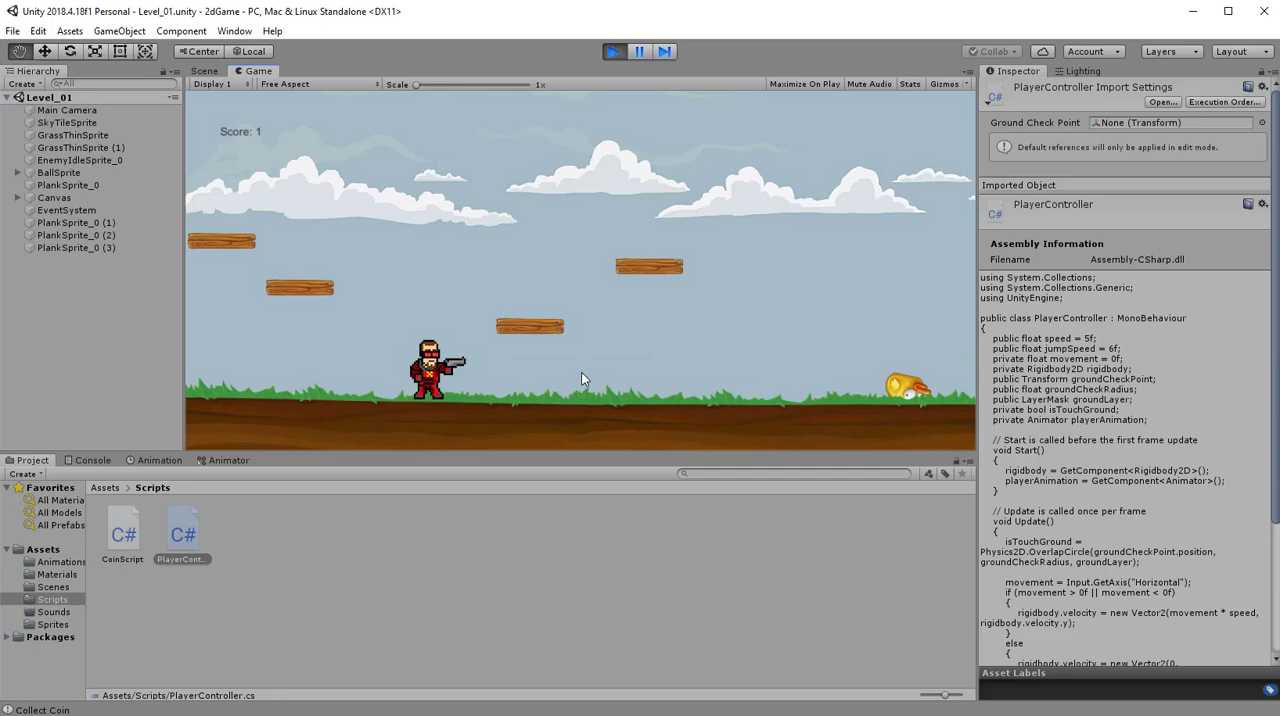 Unity 2018.4.18f1 Personal - Level_01.unity - 2dGame - PC, Mac & Linux Standalone <DX11>
File Edit Assets GameObject Component Window Help
Center Local Collab Account Layers Layout
Hierarchy Scene Game Inspector Lighting
Create All Display 1 Free Aspect Scale 1x Maximize On Play Mute Audio Stats Gizmos
Level_01
Main Camera
SkyTileSprite
GrassThinSprite
GrassThinSprite (1)
EnemyIdleSprite_0
BallSprite
PlankSprite_0
Canvas
EventSystem
PlankSprite_0 (1)
PlankSprite_0 (2)
PlankSprite_0 (3)
Score: 1
C# PlayerController Import Settings
Open... Execution Order...
Ground Check Point None (Transform)
Default references will only be applied in edit mode.
Imported Object
C# PlayerController
Assembly Information
Filename Assembly-CSharp.dll
using System.Collections;
using System.Collections.Generic;
using UnityEngine;
public class PlayerController : MonoBehaviour
{
public float speed = 5f;
public float jumpSpeed = 6f;
private float movement = 0f;
private Rigidbody2D rigidbody;
public Transform groundCheckPoint;
public float groundCheckRadius;
public LayerMask groundLayer;
private bool isTouchGround;
private Animator playerAnimation;
// Start is called before the first frame update
void Start()
{
rigidbody = GetComponent<Rigidbody2D>();
playerAnimation = GetComponent<Animator>();
}
// Update is called once per frame
void Update()
{
isTouchGround =
Physics2D.OverlapCircle(groundCheckPoint.position,
groundCheckRadius, groundLayer);
movement = Input.GetAxis("Horizontal");
if (movement > 0f || movement < 0f)
{
rigidbody.velocity = new Vector2(movement * speed,
rigidbody.velocity.y);
}
else
{
rigidbody.velocity = new Vector2(0,
Asset Labels
Project Console Animation Animator
Create
Favorites
All Materia
All Models
All Prefabs
Assets
Animations
Materials
Scenes
Scripts
Sounds
Sprites
Packages
Assets Scripts
C# C#
CoinScript PlayerCont..
Assets/Scripts/PlayerController.cs
Collect Coin